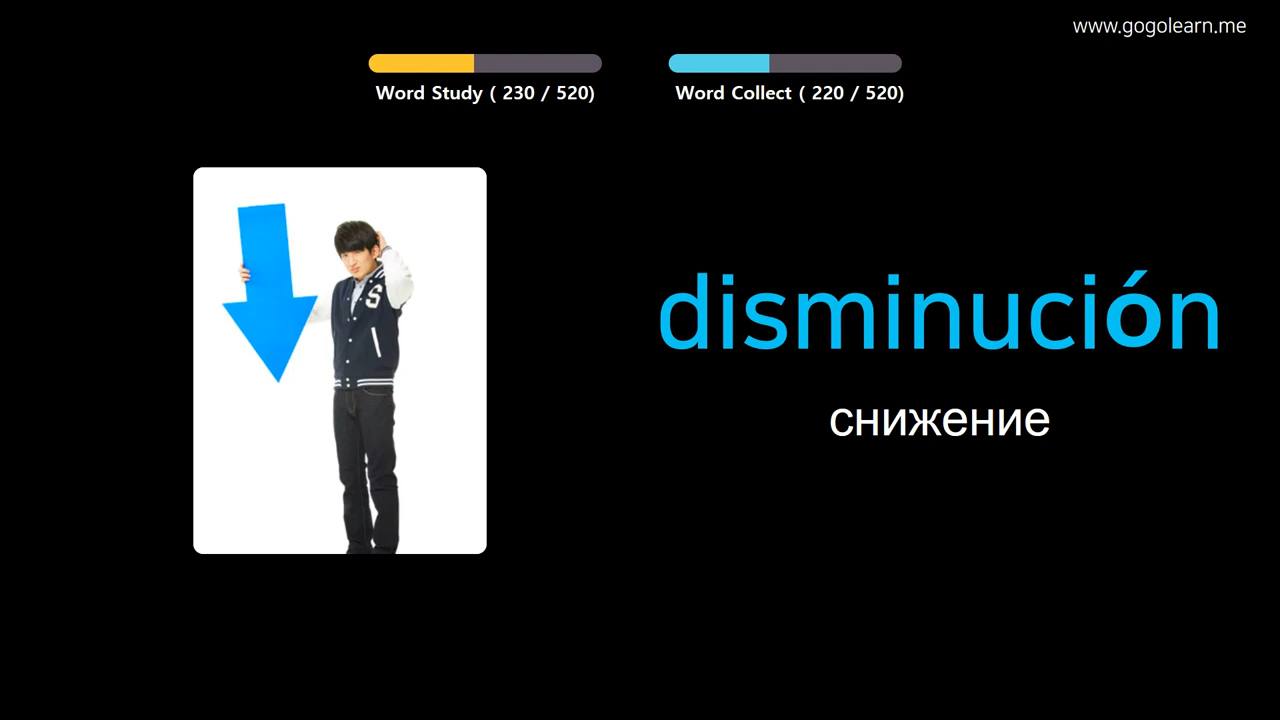 www.gogolearn.me
Word Study ( 230 / 520)
Word Collect ( 220 / 520)
S
disminución
снижение